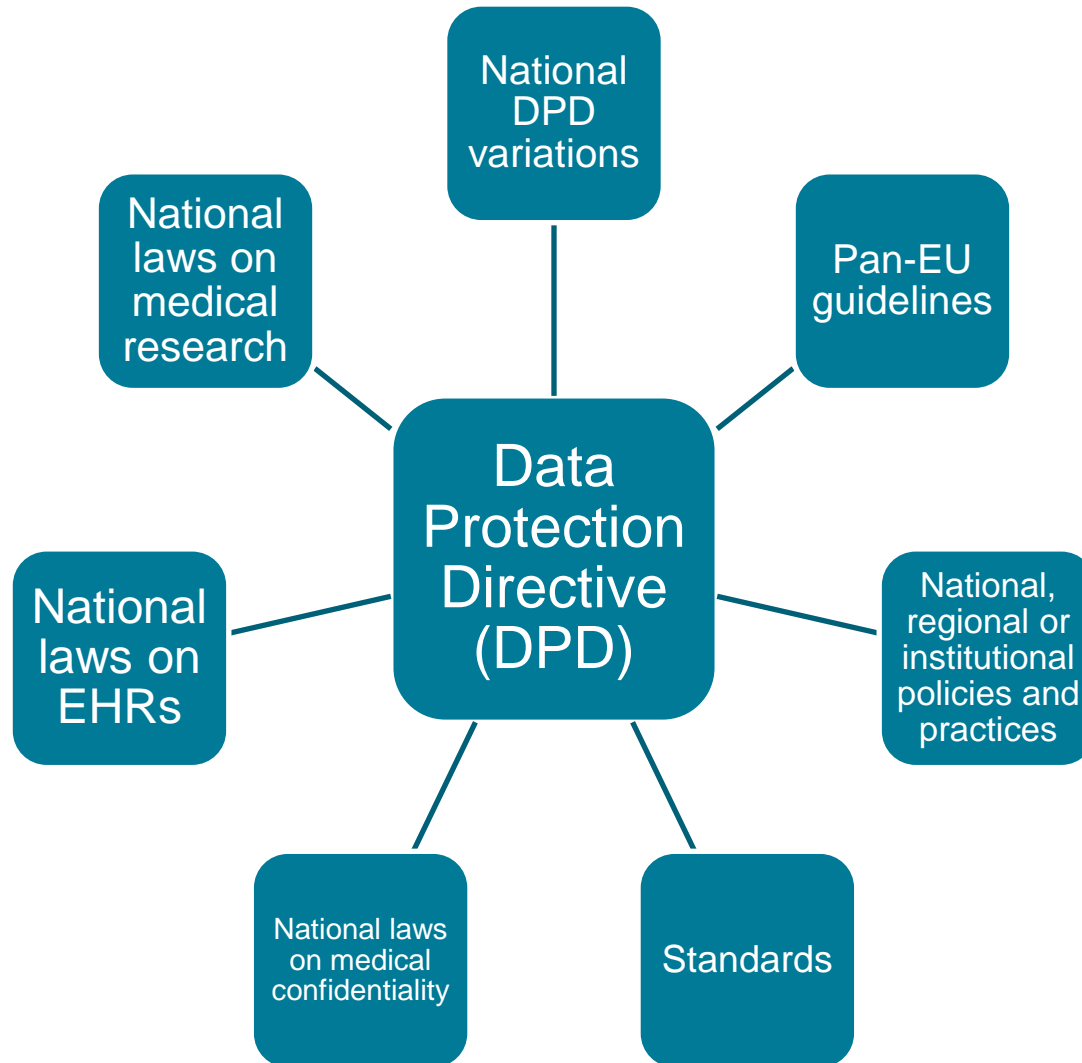 National
DPD
variations
National
laws on
medical
research
Pan-EU
guidelines
Data
Protection
Directive
(DPD)
National
laws on
EHRs
National,
regional or
institutional
policies and
practices
National laws
on medical
confidentiality
Standards